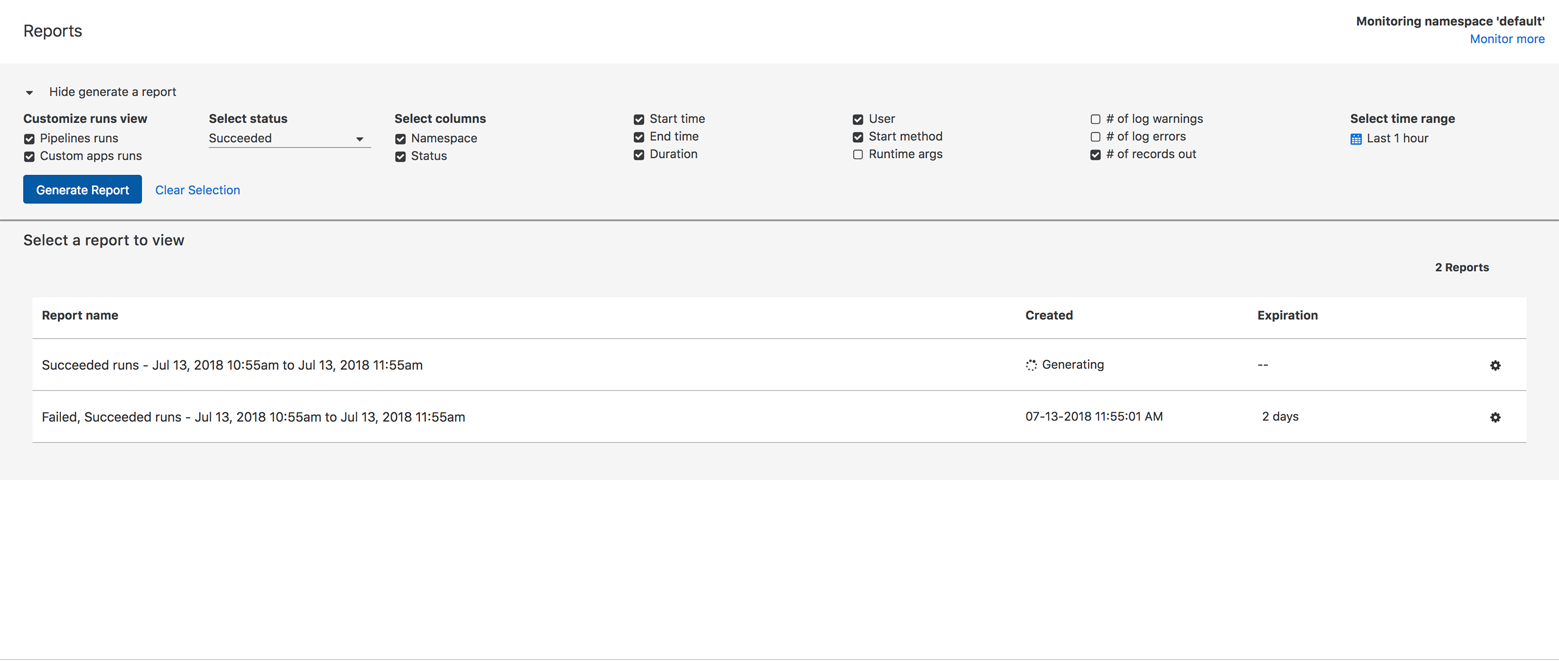 Reports
Monitoring namespace 'default'
Monitor more
Hide generate a report
Customize runs view
Pipelines runs
Custom apps runs
Select status
Succeeded
Select columns
Namespace
Status
Start time
End time
Duration
User
Start method
Runtime args
# of log warnings
# of log errors
# of records out
Select time range
Last 1 hour
Generate Report
Clear Selection
Select a report to view
2 Reports
Report name Created Expiration
Succeeded runs - Jul 13, 2018 10:55am to Jul 13, 2018 11:55am Generating --
Failed, Succeeded runs - Jul 13, 2018 10:55am to Jul 13, 2018 11:55am 07-13-2018 11:55:01 AM 2 days